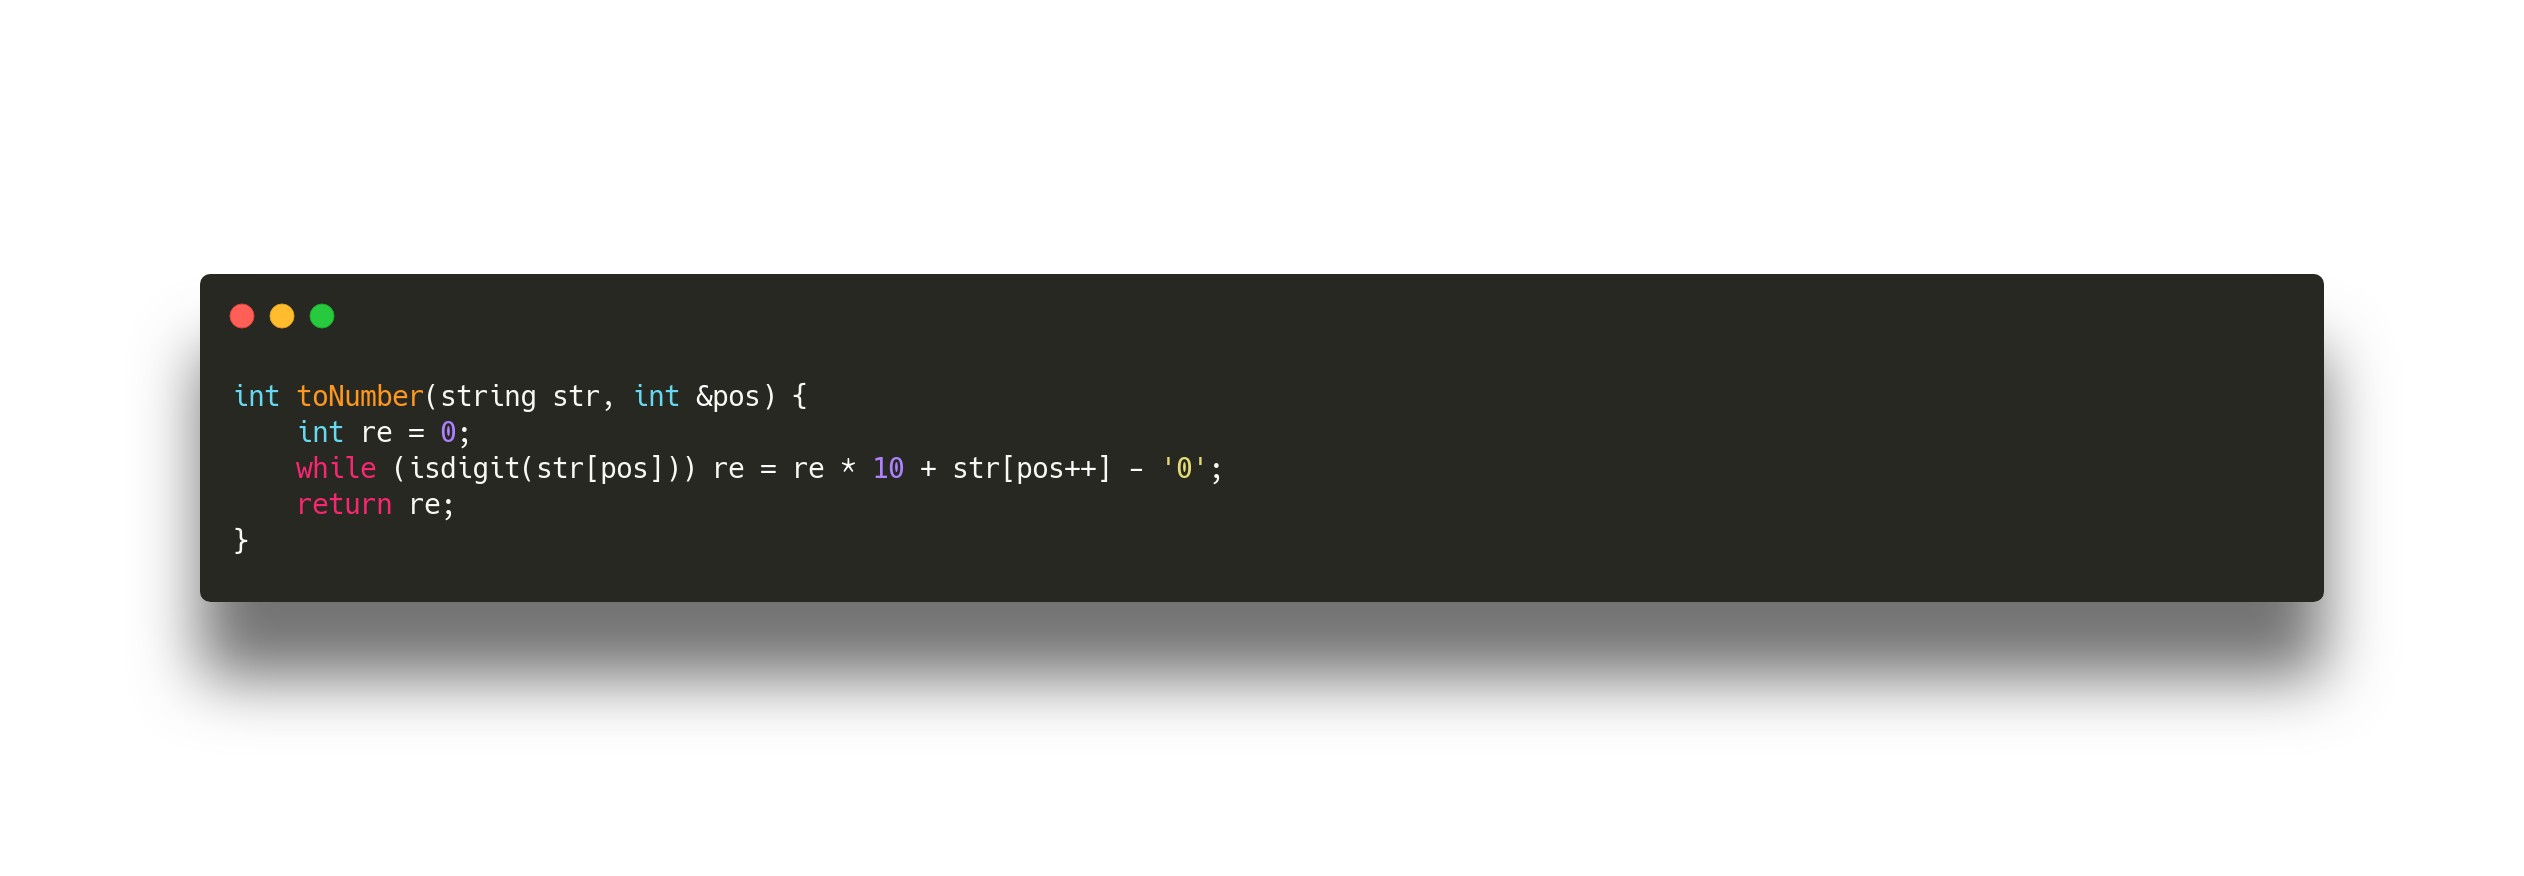 int toNumber(string str, int &pos) {
    int re = 0;
    while (isdigit(str[pos])) re = re * 10 + str[pos++] - '0';
    return re;
}